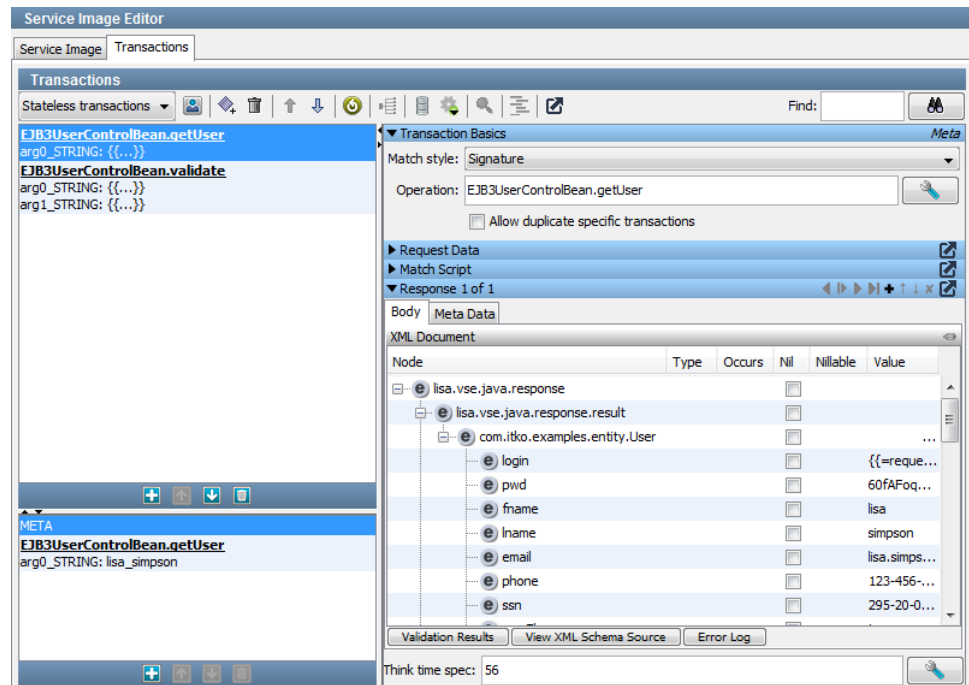 Service Image Editor
Service Image Transactions
Transactions
Stateless transactions Find:
EJB3UserControlBean.getUser
arg0_STRING: {{...}}
EJB3UserControlBean.validate
arg0_STRING: {{...}}
arg1_STRING: {{...}}
META
EJB3UserControlBean.getUser
arg0_STRING: lisa_simpson
Transaction Basics Meta
Match style: Signature
Operation: EJB3UserControlBean.getUser
Allow duplicate specific transactions
Request Data
Match Script
Response 1 of 1
Body Meta Data
XML Document
Node Type Occurs Nil Nillable Value
e lisa.vse.java.response
e lisa.vse.java.response.result
e com.itko.examples.entity.User ...
e login {{=reque...
e pwd 60fAFoq...
e fname lisa
e lname simpson
e email lisa.simps...
e phone 123-456-...
e ssn 295-20-0...
Validation Results View XML Schema Source Error Log
Think time spec: 56